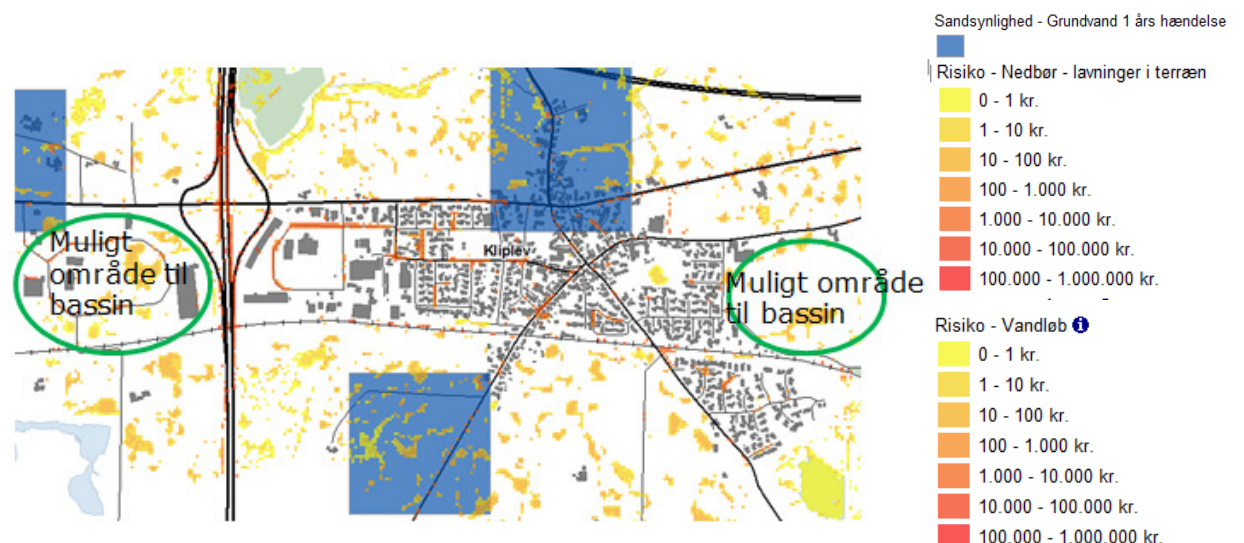 Sandsynlighed - Grundvand 1 års hændelse
Risiko - Nedbør - lavninger i terræn
0 - 1 kr.
1 - 10 kr.
10 - 100 kr.
100 - 1.000 kr.
1.000 - 10.000 kr.
10.000 - 100.000 kr.
100.000 - 1.000.000 kr.
Risiko - Vandløb
0 - 1 kr.
1 - 10 kr.
10 - 100 kr.
100 - 1.000 kr.
1.000 - 10.000 kr.
10.000 - 100.000 kr.
100.000 - 1.000.000 kr.
Muligt
område til
bassin
Kliplev
Muligt område
til bassin